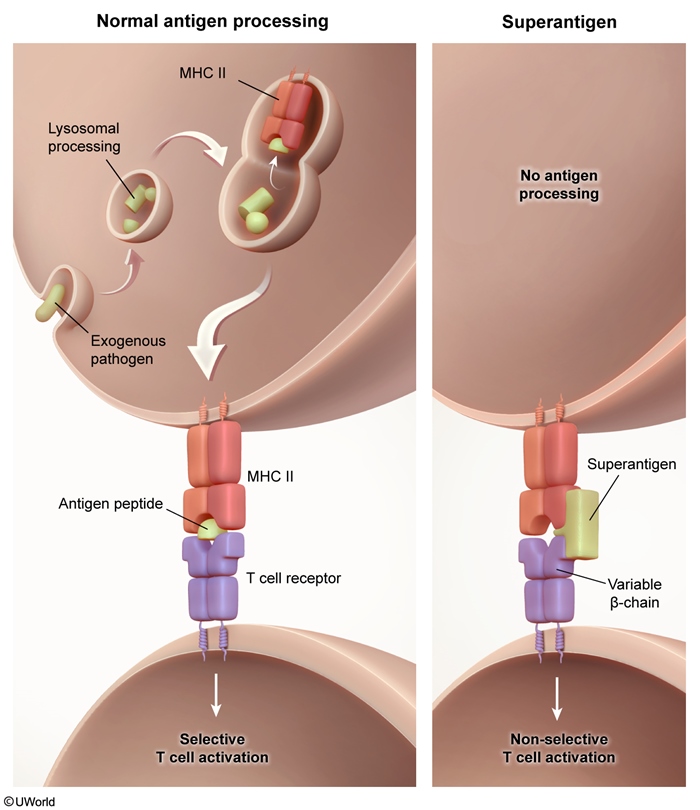 Normal antigen processing
MHC II
Lysosomal
processing
Exogenous
pathogen
MHC II
Antigen peptide
T cell receptor
Selective
T cell activation
Superantigen
No antigen
processing
Superantigen
Variable
β-chain
Non-selective
T cell activation
©UWorld